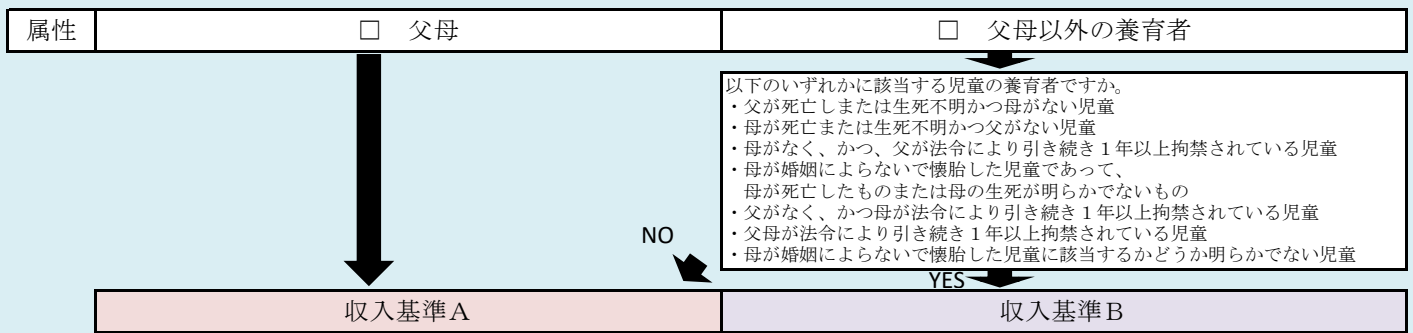 属性
□　父母
□　父母以外の養育者
以下のいずれかに該当する児童の養育者ですか。
・父が死亡しまたは生死不明かつ母がない児童
・母が死亡または生死不明かつ父がない児童
・母がなく、かつ、父が法令により引き続き１年以上拘禁されている児童
・母が婚姻によらないで懐胎した児童であって、
母が死亡したものまたは母の生死が明らかでないもの
・父がなく、かつ母が法令により引き続き１年以上拘禁されている児童
・父母が法令により引き続き１年以上拘禁されている児童
・母が婚姻によらないで懐胎した児童に該当するかどうか明らかでない児童
NO
YES
収入基準Ａ
収入基準Ｂ